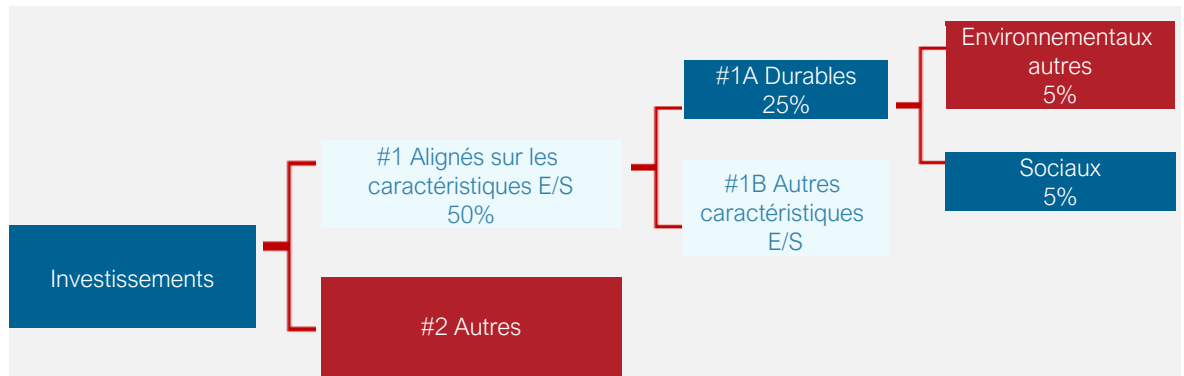 Investissements
#1 Alignés sur les
caractéristiques E/S
50%
#2 Autres
#1A Durables
25%
#1B Autres
caractéristiques
E/S
Environnementaux
autres
5%
Sociaux
5%